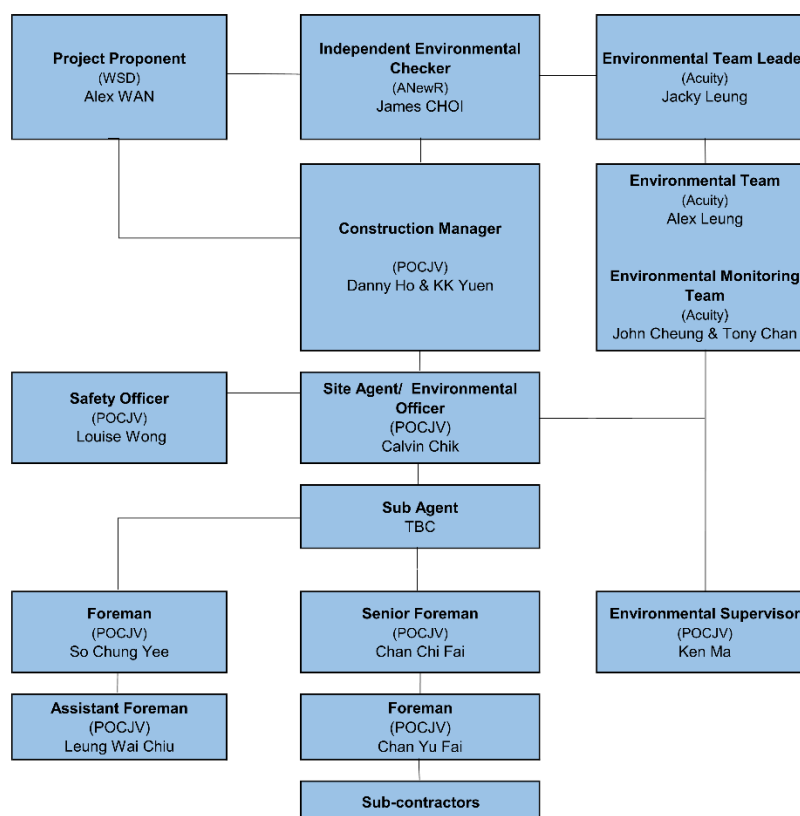 Project Proponent
(WSD)
Alex WAN
Independent Environmental
Checker
(ANewR)
James CHOI
Environmental Team Leade
(Acuity)
Jacky Leung
Construction Manager
(POCJV)
Danny Ho & KK Yuen
Environmental Team
(Acuity)
Alex Leung
Environmental Monitoring
Team
(Acuity)
John Cheung & Tony Chan
Safety Officer
(POCJV)
Louise Wong
Site Agent/ Environmental
Officer
(POCJV)
Calvin Chik
Sub Agent
TBC
Foreman
(POCJV)
So Chung Yee
Senior Foreman
(POCJV)
Chan Chi Fai
Environmental Supervisor
(POCJV)
Ken Ma
Assistant Foreman
(POCJV)
Leung Wai Chiu
Foreman
(POCJV)
Chan Yu Fai
Sub-contractors